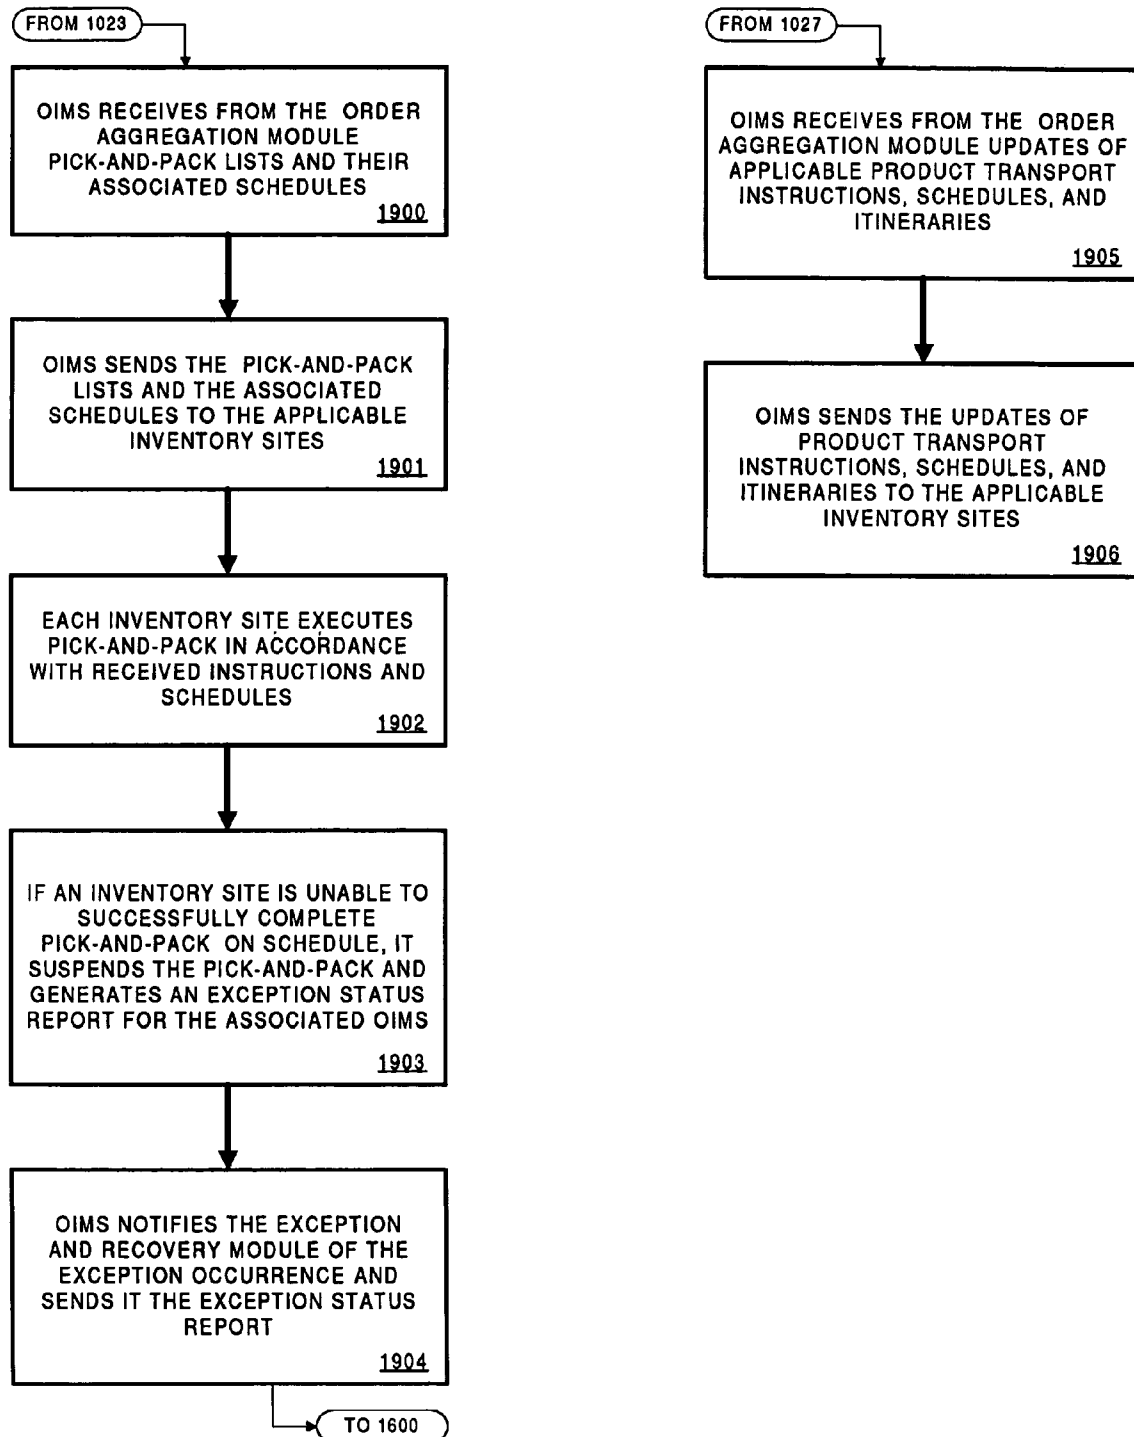 FROM 1023
OIMS RECEIVES FROM THE ORDER
AGGREGATION MODULE
PICK-AND-PACK LISTS AND THEIR
ASSOCIATED SCHEDULES
1900
OIMS SENDS THE PICK-AND-PACK
LISTS AND THE ASSOCIATED
SCHEDULES TO THE APPLICABLE
INVENTORY SITES
1901
EACH INVENTORY SITE EXECUTES
PICK-AND-PACK IN ACCORDANCE
WITH RECEIVED INSTRUCTIONS AND
SCHEDULES
1902
IF AN INVENTORY SITE IS UNABLE TO
SUCCESSFULLY COMPLETE
PICK-AND-PACK ON SCHEDULE, IT
SUSPENDS THE PICK-AND-PACK AND
GENERATES AN EXCEPTION STATUS
REPORT FOR THE ASSOCIATED OIMS
1903
OIMS NOTIFIES THE EXCEPTION
AND RECOVERY MODULE OF THE
EXCEPTION OCCURRENCE AND
SENDS IT THE EXCEPTION STATUS
REPORT
1904
TO 1600
FROM 1027
OIMS RECEIVES FROM THE ORDER
AGGREGATION MODULE UPDATES OF
APPLICABLE PRODUCT TRANSPORT
INSTRUCTIONS, SCHEDULES, AND
ITINERARIES
1905
OIMS SENDS THE UPDATES OF
PRODUCT TRANSPORT
INSTRUCTIONS, SCHEDULES, AND
ITINERARIES TO THE APPLICABLE
INVENTORY SITES
1906